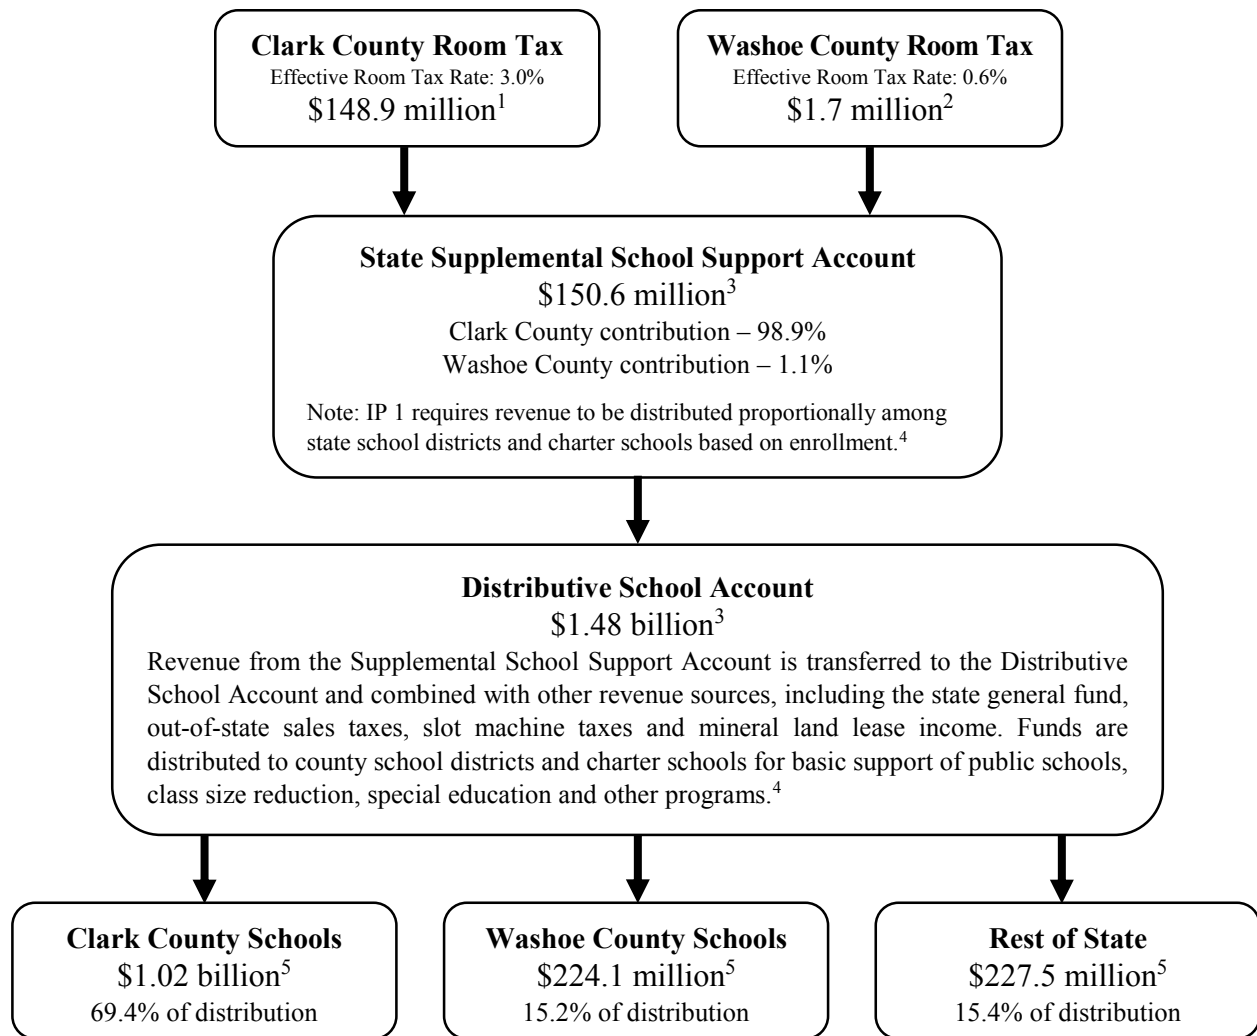 Clark County Room Tax
Effective Room Tax Rate: 3.0%
$148.9 million¹
Washoe County Room Tax
Effective Room Tax Rate: 0.6%
$1.7 million²
State Supplemental School Support Account
$150.6 million³
Clark County contribution – 98.9%
Washoe County contribution – 1.1%
Note: IP 1 requires revenue to be distributed proportionally among
state school districts and charter schools based on enrollment.⁴
Distributive School Account
$1.48 billion³
Revenue from the Supplemental School Support Account is transferred to the Distributive
School Account and combined with other revenue sources, including the state general fund,
out-of-state sales taxes, slot machine taxes and mineral land lease income. Funds are
distributed to county school districts and charter schools for basic support of public schools,
class size reduction, special education and other programs.⁴
Clark County Schools
$1.02 billion⁵
69.4% of distribution
Washoe County Schools
$224.1 million⁵
15.2% of distribution
Rest of State
$227.5 million⁵
15.4% of distribution